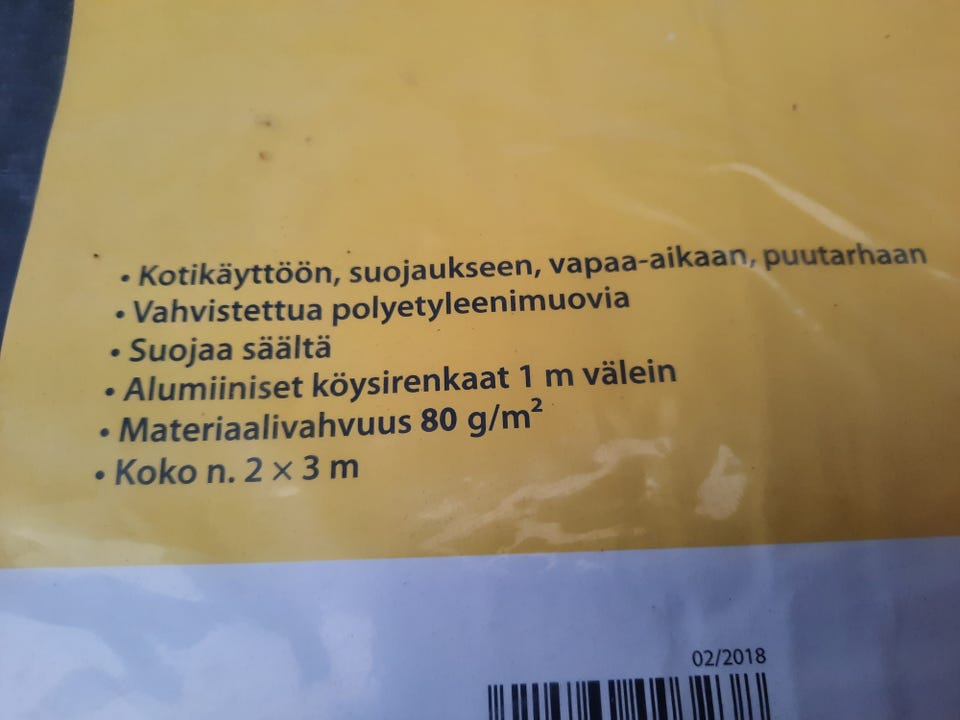 • Kotikäyttöön, suojaukseen, vapaa-aikaan, puutarhaan
• Vahvistettua polyetyleenimuovia
• Suojaa säältä
• Alumiiniset köysirenkaat 1 m välein
• Materiaalivahvuus 80 g/m²
• Koko n. 2 × 3 m
02/2018